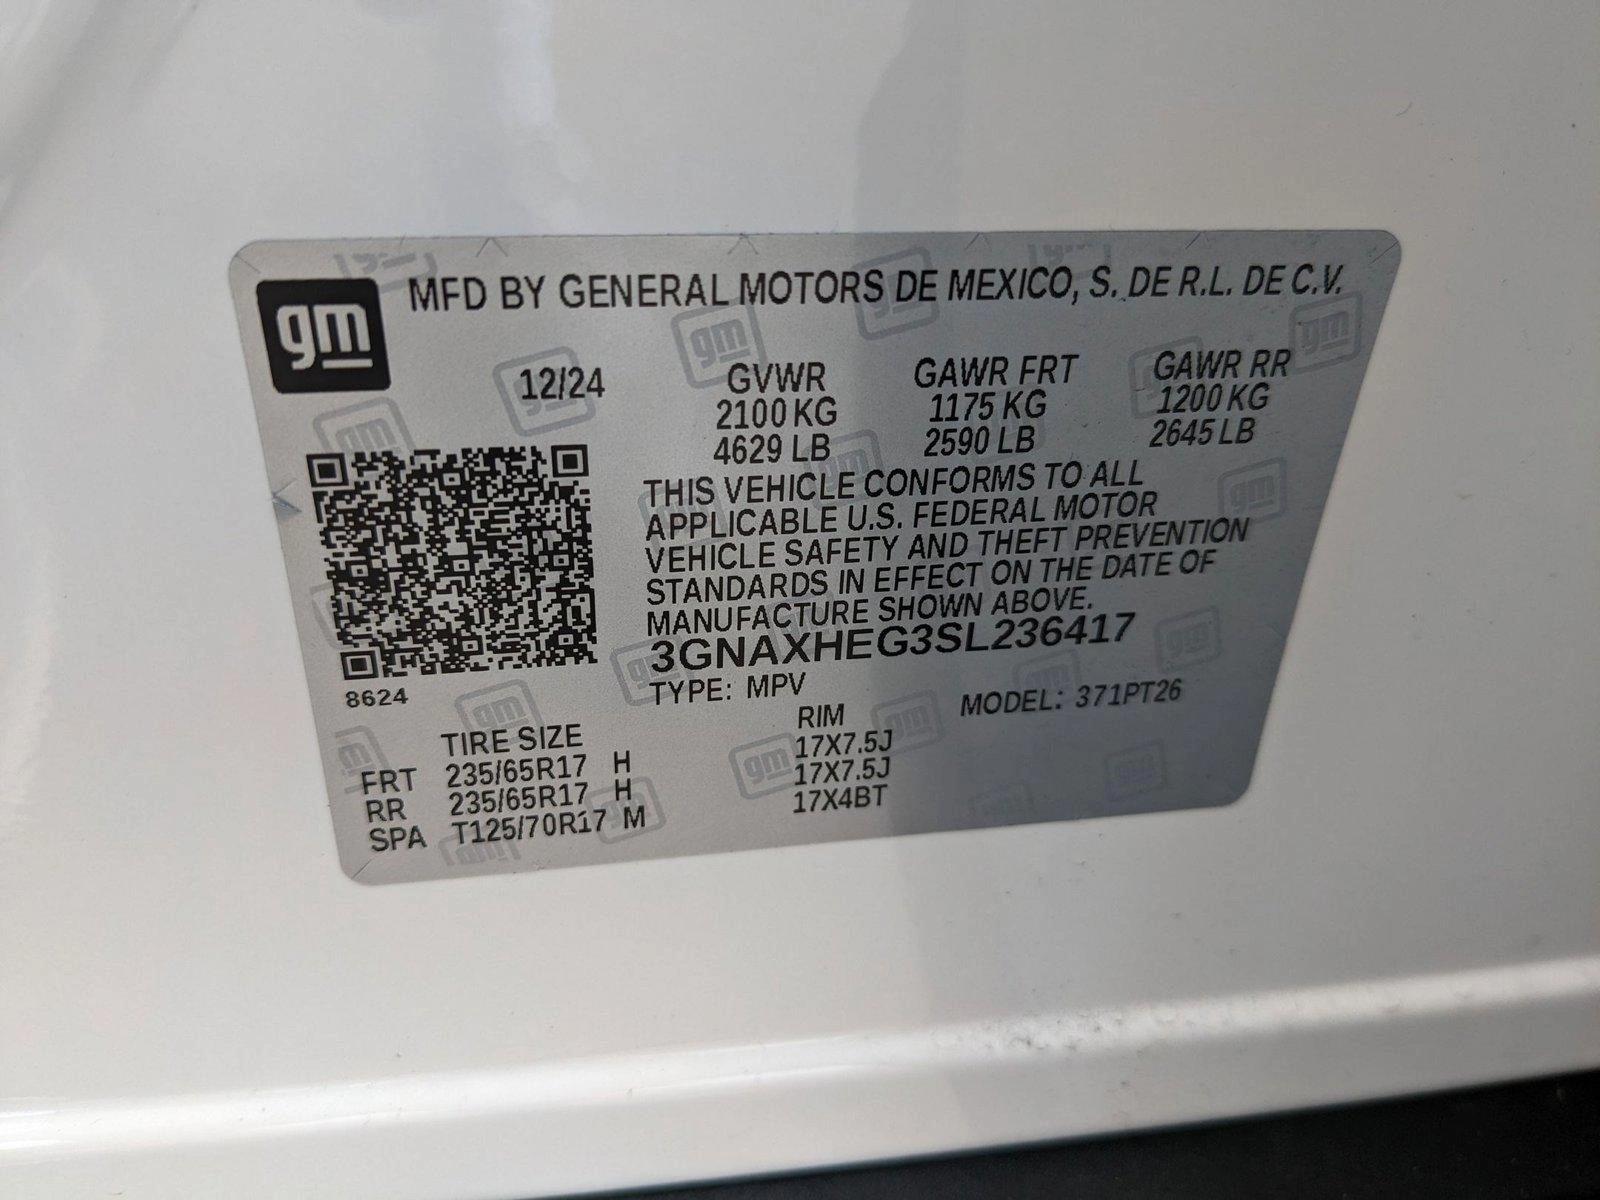 gm
MFD BY GENERAL MOTORS DE MEXICO, S. DE R.L. DE C.V.
12/24 GVWR GAWR FRT GAWR RR
2100 KG 1175 KG 1200 KG
4629 LB 2590 LB 2645 LB
THIS VEHICLE CONFORMS TO ALL
APPLICABLE U.S. FEDERAL MOTOR
VEHICLE SAFETY AND THEFT PREVENTION
STANDARDS IN EFFECT ON THE DATE OF
MANUFACTURE SHOWN ABOVE.
3GNAXHEG3SL236417
8624
TYPE: MPV MODEL: 371PT26
TIRE SIZE RIM
FRT 235/65R17 H 17X7.5J
RR 235/65R17 H 17X7.5J
SPA T125/70R17 M 17X4BT